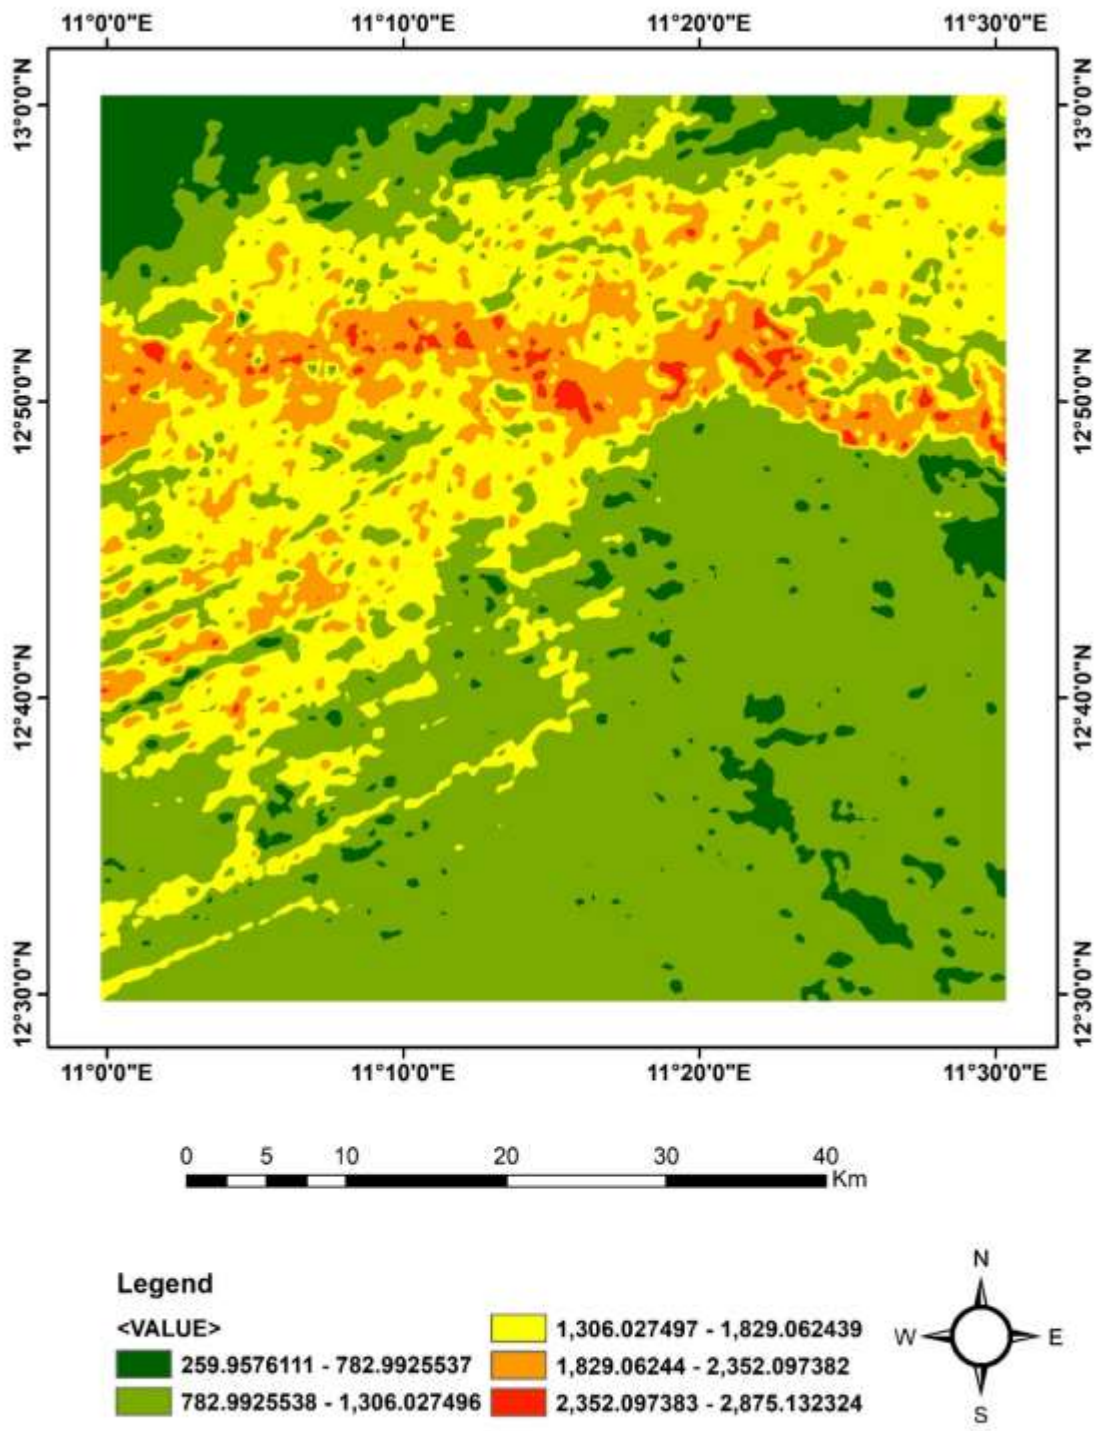 11°0'0"E 11°10'0"E 11°20'0"E 11°30'0"E
13°0'0"N 13°0'0"N
12°50'0"N 12°50'0"N
12°40'0"N 12°40'0"N
12°30'0"N 12°30'0"N
11°0'0"E 11°10'0"E 11°20'0"E 11°30'0"E
0 5 10 20 30 40
Km
Legend
<VALUE>
259.9576111 - 782.9925537
782.9925538 - 1,306.027496
1,306.027497 - 1,829.062439
1,829.06244 - 2,352.097382
2,352.097383 - 2,875.132324
N
W E
S